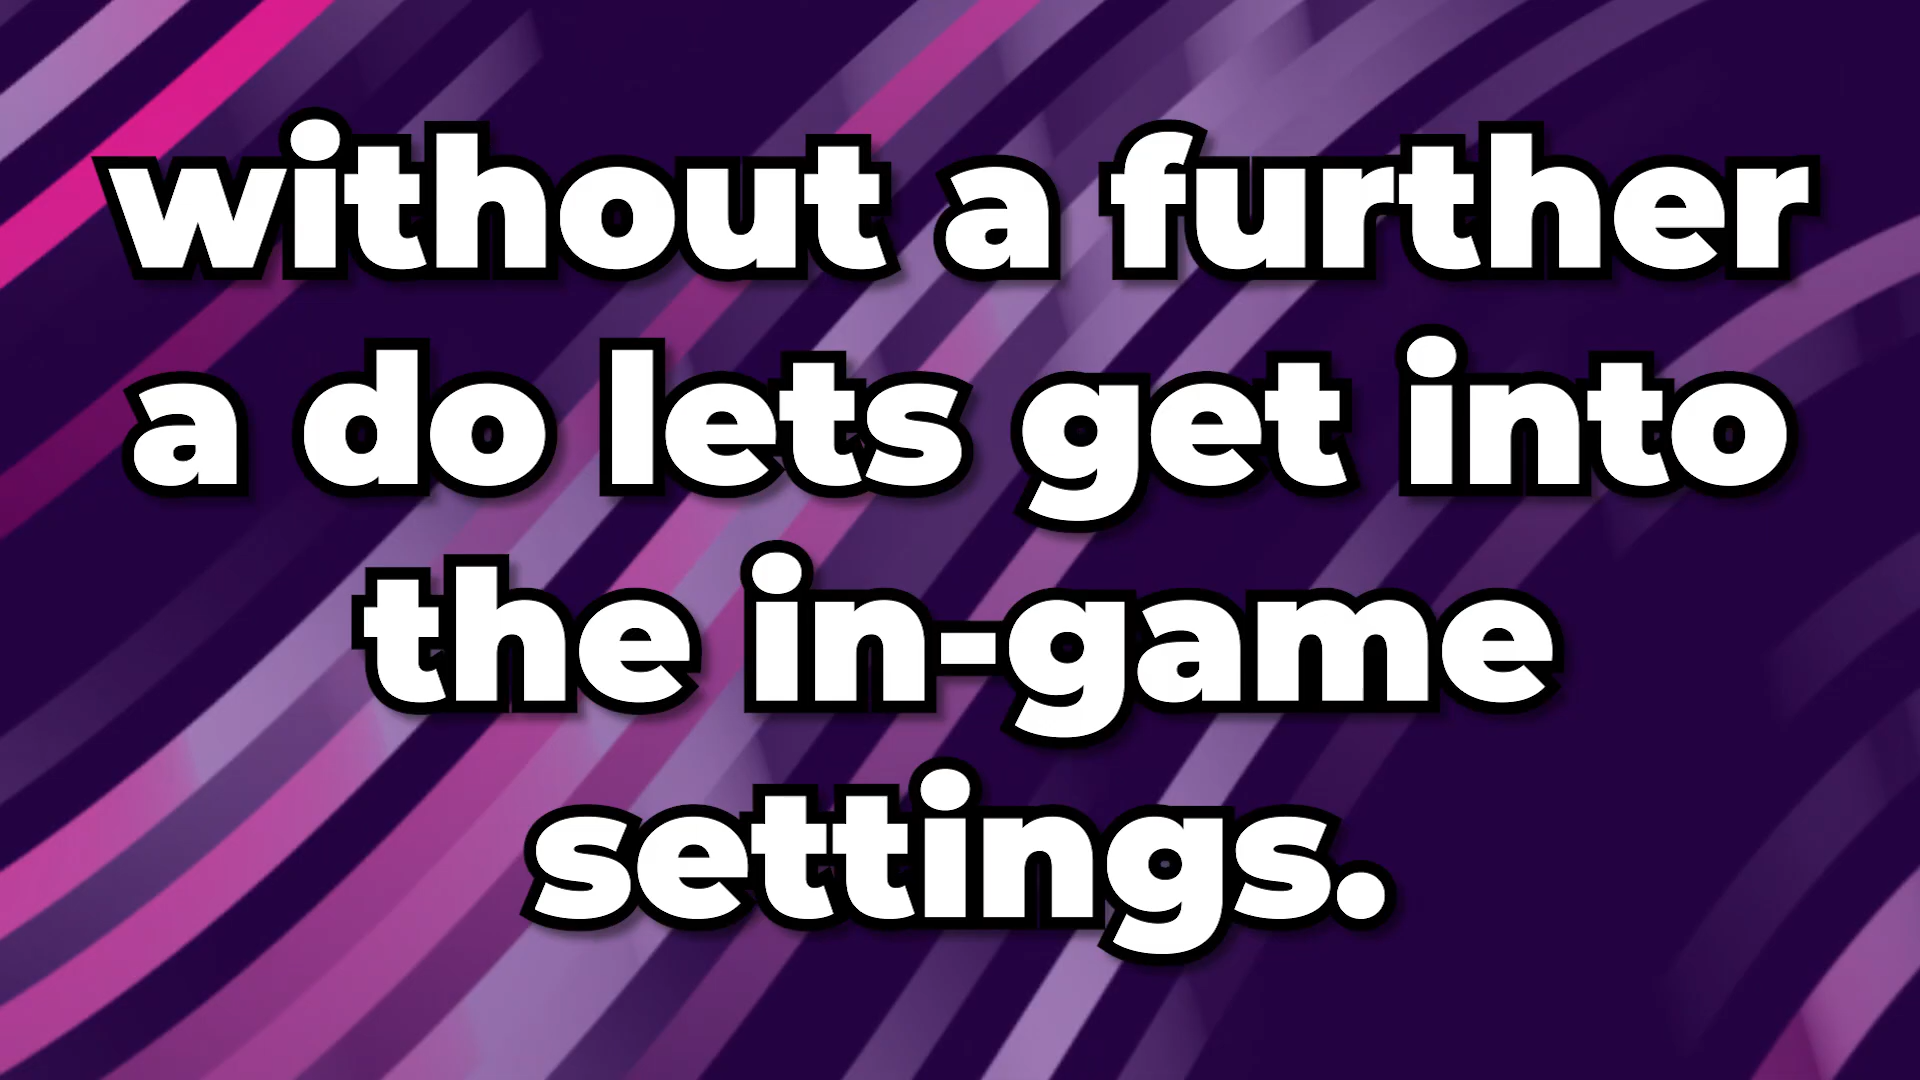 without a further
a do lets get into
the in-game
settings.